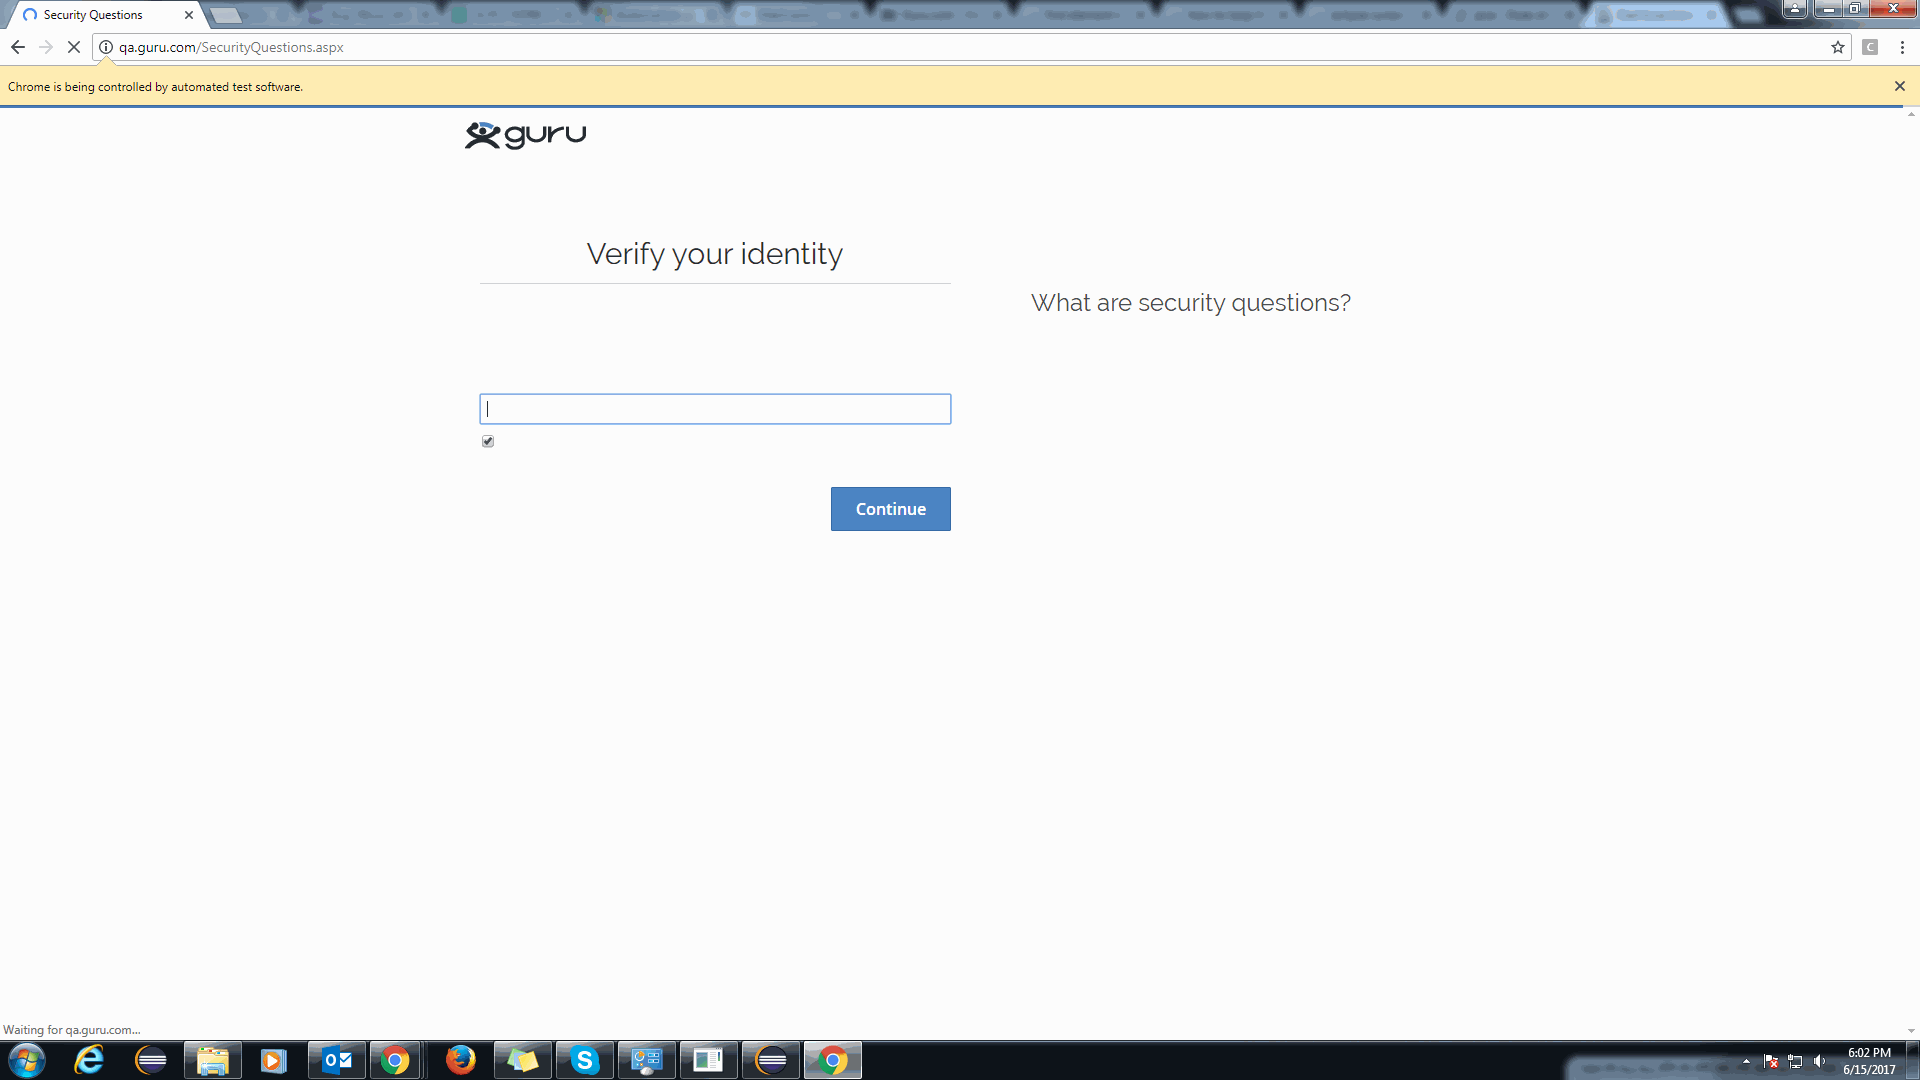 Security Questions
qa.guru.com/SecurityQuestions.aspx
C
Chrome is being controlled by automated test software.
guru
Verify your identity
What are security questions?
Continue
Waiting for qa.guru.com...
6:02 PM
6/15/2017